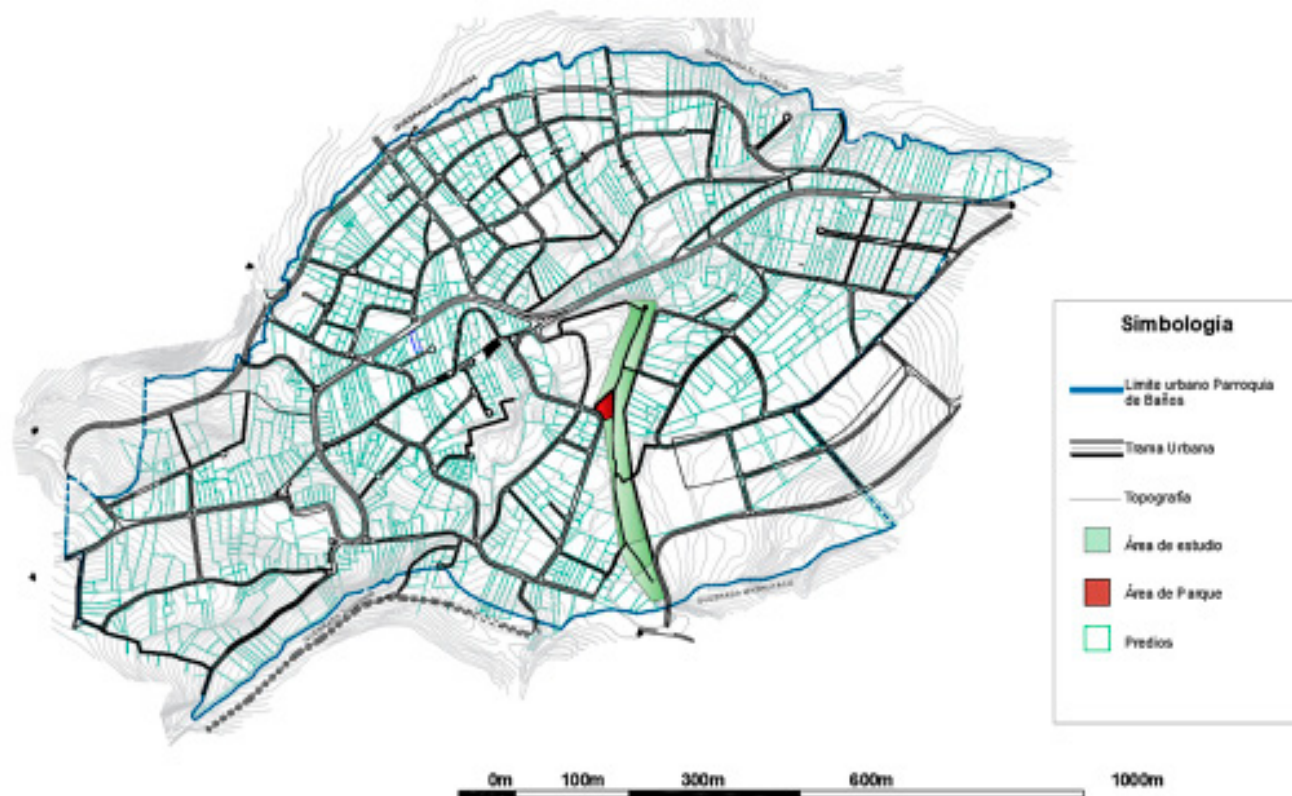 Simbología
Limite urbano Parroquia
de Baños
Trama Urbana
Topografía
Área de estudio
Área de Parque
Predios
0m 100m 300m 600m 1000m